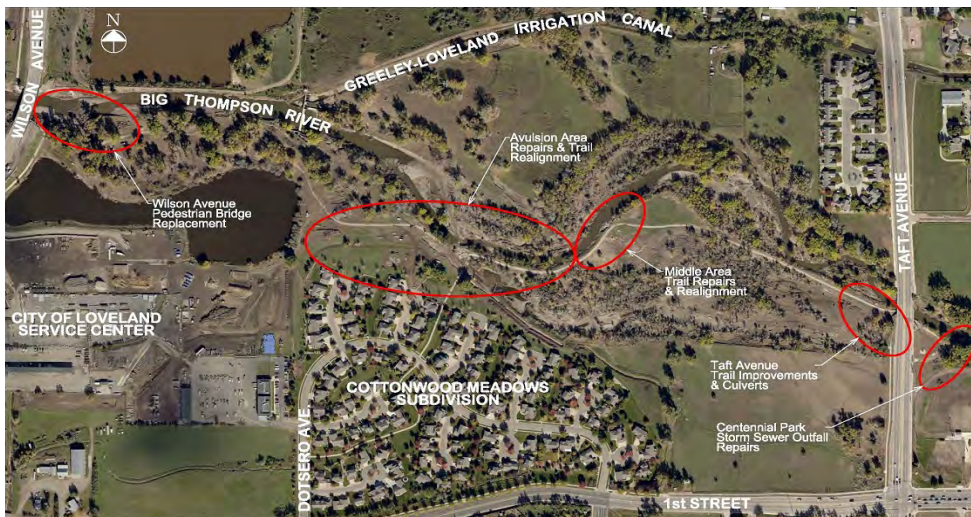 WILSON AVENUE
N
BIG THOMPSON RIVER
GREELEY-LOVELAND IRRIGATION CANAL
Avulsion Area
Repairs & Trail
Realignment
Wilson Avenue
Pedestrian Bridge
Replacement
Middle Area
Trail Repairs
& Realignment
TAFT AVENUE
CITY OF LOVELAND
SERVICE CENTER
Taft Avenue
Trail Improvements
& Culverts
COTTONWOOD MEADOWS
SUBDIVISION
DOTSERO AVE.
Centennial Park
Storm Sewer Outfall
Repairs
1st STREET